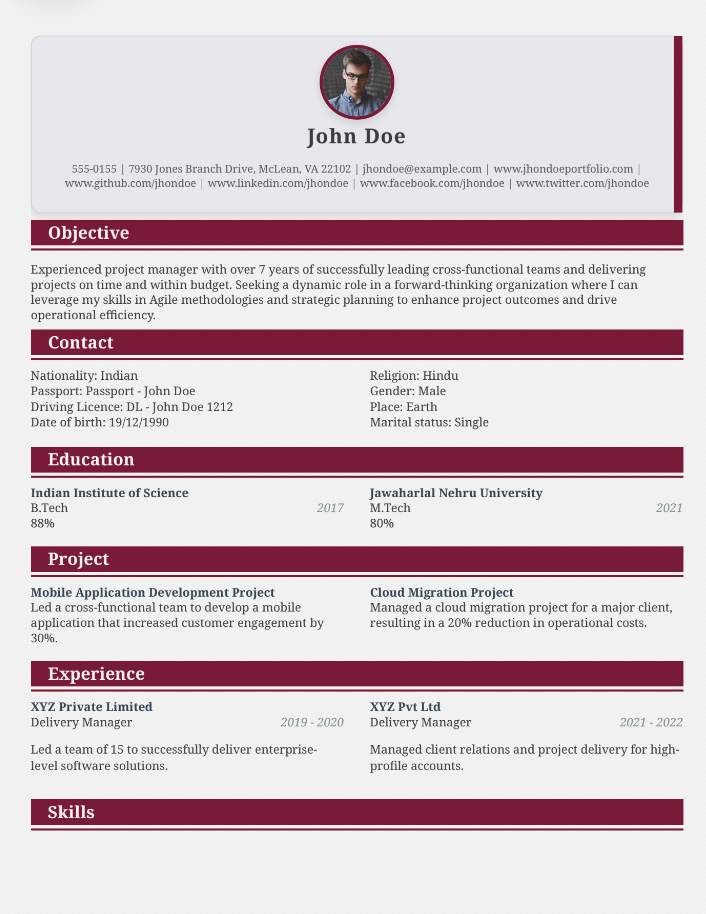 John Doe
555-0155 | 7930 Jones Branch Drive, McLean, VA 22102 | jhondoe@example.com | www.jhondoeportfolio.com |
www.github.com/jhondoe | www.linkedin.com/jhondoe | www.facebook.com/jhondoe | www.twitter.com/jhondoe
Objective
Experienced project manager with over 7 years of successfully leading cross-functional teams and delivering
projects on time and within budget. Seeking a dynamic role in a forward-thinking organization where I can
leverage my skills in Agile methodologies and strategic planning to enhance project outcomes and drive
operational efficiency.
Contact
Nationality: Indian
Passport: Passport - John Doe
Driving Licence: DL - John Doe 1212
Date of birth: 19/12/1990
Religion: Hindu
Gender: Male
Place: Earth
Marital status: Single
Education
Indian Institute of Science
B.Tech 2017
88%
Jawaharlal Nehru University
M.Tech 2021
80%
Project
Mobile Application Development Project
Led a cross-functional team to develop a mobile
application that increased customer engagement by
30%.
Cloud Migration Project
Managed a cloud migration project for a major client,
resulting in a 20% reduction in operational costs.
Experience
XYZ Private Limited
Delivery Manager 2019 - 2020
Led a team of 15 to successfully deliver enterprise-
level software solutions.
XYZ Pvt Ltd
Delivery Manager 2021 - 2022
Managed client relations and project delivery for high-
profile accounts.
Skills